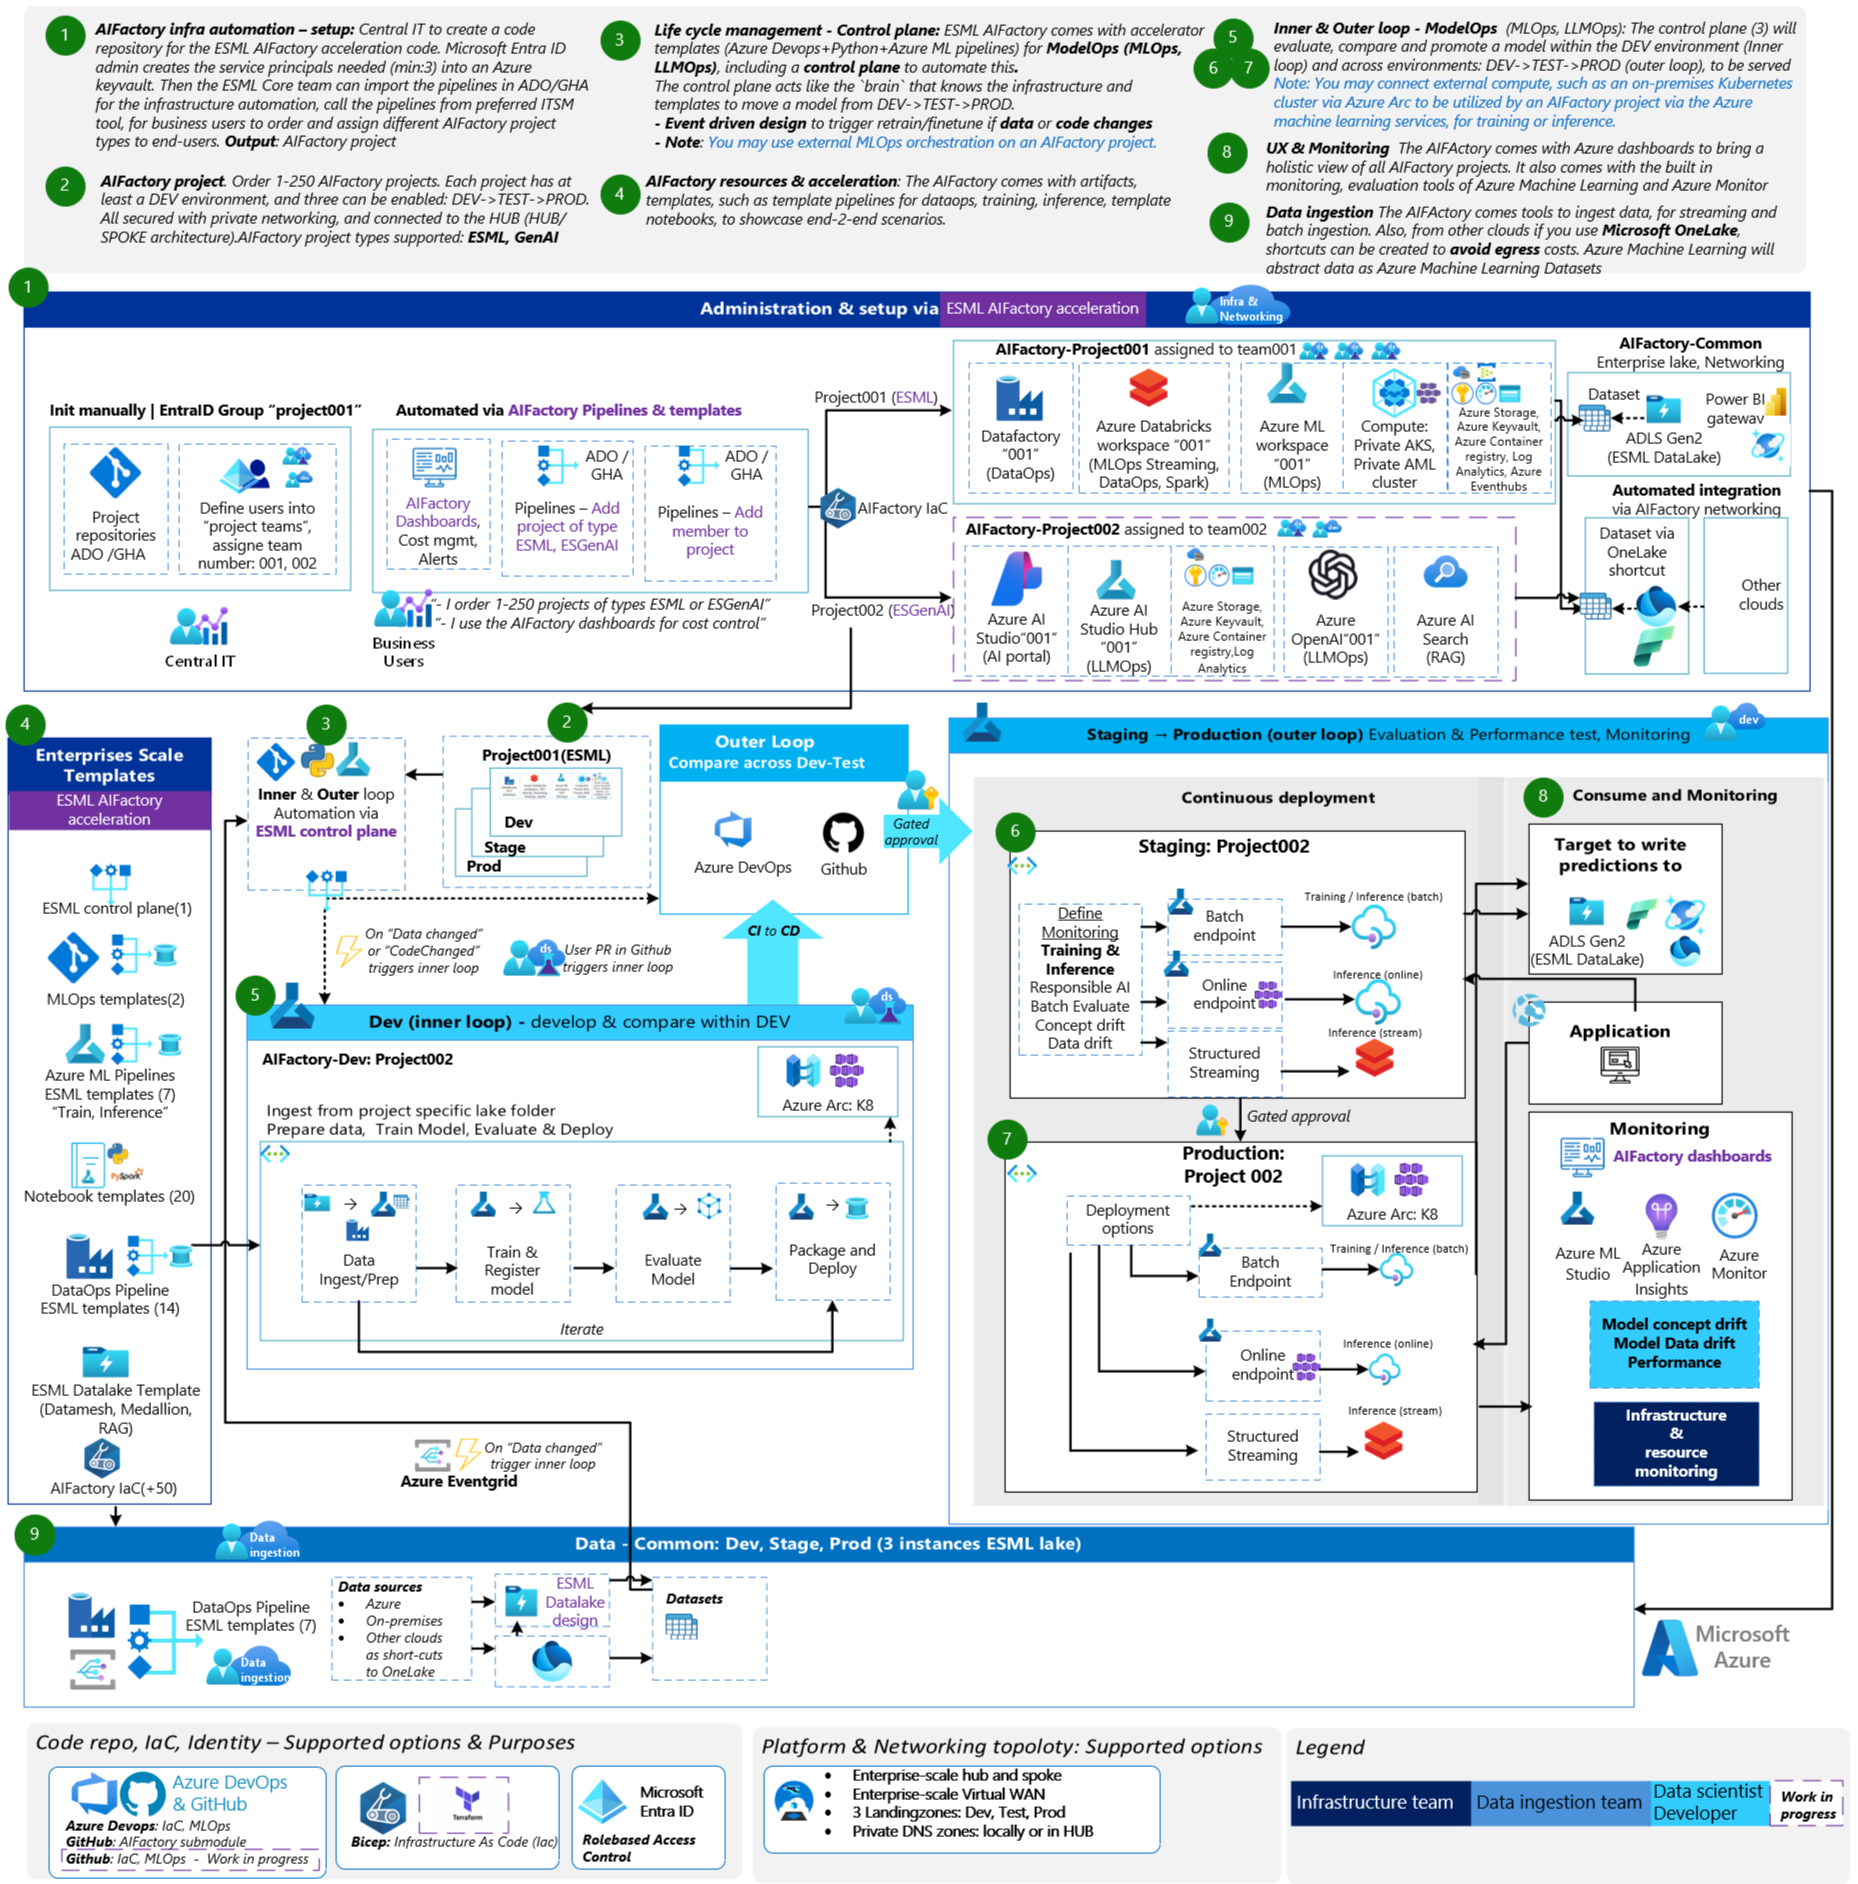 1
AIFactory infra automation – setup: Central IT to create a code
repository for the ESML AIFactory acceleration code. Microsoft Entra ID
admin creates the service principals needed (min:3) into an Azure
keyvault. Then the ESML Core team can import the pipelines in ADO/GHA
for the infrastructure automation, call the pipelines from preferred ITSM
tool, for business users to order and assign different AIFactory project
types to end-users. Output: AIFactory project
2
AIFactory project. Order 1-250 AIFactory projects. Each project has at
least a DEV environment, and three can be enabled: DEV->TEST->PROD.
All secured with private networking, and connected to the HUB (HUB/
SPOKE architecture).AIFactory project types supported: ESML, GenAI
3
Life cycle management - Control plane: ESML AIFactory comes with accelerator
templates (Azure Devops+Python+Azure ML pipelines) for ModelOps (MLOps,
LLMOps), including a control plane to automate this.
The control plane acts like the `brain` that knows the infrastructure and
templates to move a model from DEV->TEST->PROD.
- Event driven design to trigger retrain/finetune if data or code changes
- Note: You may use external MLOps orchestration on an AIFactory project.
4
AIFactory resources & acceleration: The AIFactory comes with artifacts,
templates, such as template pipelines for dataops, training, inference, template
notebooks, to showcase end-2-end scenarios.
5
6
7
Inner & Outer loop - ModelOps (MLOps, LLMOps): The control plane (3) will
evaluate, compare and promote a model within the DEV environment (Inner
loop) and across environments: DEV->TEST->PROD (outer loop), to be served
Note: You may connect external compute, such as an on-premises Kubernetes
cluster via Azure Arc to be utilized by an AIFactory project via the Azure
machine learning services, for training or inference.
8
UX & Monitoring The AIFActory comes with Azure dashboards to bring a
holistic view of all AIFactory projects. It also comes with the built in
monitoring, evaluation tools of Azure Machine Learning and Azure Monitor
9
Data ingestion The AIFActory comes tools to ingest data, for streaming and
batch ingestion. Also, from other clouds if you use Microsoft OneLake,
shortcuts can be created to avoid egress costs. Azure Machine Learning will
abstract data as Azure Machine Learning Datasets
1
Administration & setup via ESML AIFactory acceleration
Infra &
Networking
Init manually | EntraID Group “project001”
Project
repositories
ADO /GHA
Define users into
“project teams”,
assigne team
number: 001, 002
Central IT
Automated via AIFactory Pipelines & templates
AIFactory
Dashboards,
Cost mgmt,
Alerts
ADO /
GHA
Pipelines – Add
project of type
ESML, ESGenAI
ADO /
GHA
Pipelines – Add
member to
project
“- I order 1-250 projects of types ESML or ESGenAI”
“- I use the AIFactory dashboards for cost control”
Business
Users
Project001 (ESML)
AIFactory IaC
Project002 (ESGenAI)
AIFactory-Project001 assigned to team001
Datafactory
“001”
(DataOps)
Azure Databricks
workspace “001”
(MLOps Streaming,
DataOps, Spark)
Azure ML
workspace
“001”
(MLOps)
Compute:
Private AKS,
Private AML
cluster
Azure Storage,
Azure Keyvault,
Azure Container
registry, Log
Analytics, Azure
Eventhubs
AIFactory-Project002 assigned to team002
dev
Azure AI
Studio“001”
(AI portal)
Azure AI
Studio Hub
“001”
(LLMOps)
Azure Storage,
Azure Keyvault,
Azure Container
registry,Log
Analytics
Azure
OpenAI“001”
(LLMOps)
Azure AI
Search
(RAG)
AIFactory-Common
Enterprise lake, Networking
Dataset
ADLS Gen2
(ESML DataLake)
Power BI
gateway
Automated integration
via AIFactory networking
Dataset via
OneLake
shortcut
Other
clouds
4
Enterprises Scale
Templates
ESML AIFactory
acceleration
ESML control plane(1)
MLOps templates(2)
Azure ML Pipelines
ESML templates (7)
“Train, Inference”
PySpark
Notebook templates (20)
DataOps Pipeline
ESML templates (14)
ESML Datalake Template
(Datamesh, Medallion,
RAG)
AIFactory IaC(+50)
3
Inner & Outer loop
Automation via
ESML control plane
2
Project001(ESML)
Dev
Stage
Prod
Outer Loop
Compare across Dev-Test
Azure DevOps
Github
Gated
approval
CI to CD
On “Data changed”
or “CodeChanged”
triggers inner loop
ds
User PR in Github
triggers inner loop
5
Dev (inner loop) - develop & compare within DEV
ds
AIFactory-Dev: Project002
Azure Arc: K8
Ingest from project specific lake folder
Prepare data, Train Model, Evaluate & Deploy
Data
Ingest/Prep
Train &
Register
model
Evaluate
Model
Package and
Deploy
Iterate
On “Data changed”
trigger inner loop
Azure Eventgrid
Staging → Production (outer loop) Evaluation & Performance test, Monitoring
dev
Continuous deployment
6
Staging: Project002
Define
Monitoring
Training &
Inference
Responsible AI
Batch Evaluate
Concept drift
Data drift
Batch
endpoint
Training / Inference (batch)
Online
endpoint
Inference (online)
Structured
Streaming
Inference (stream)
Gated approval
7
Production:
Project 002
Deployment
options
Azure Arc: K8
Batch
Endpoint
Training / Inference (batch)
Online
endpoint
Inference (online)
Structured
Streaming
Inference (stream)
8
Consume and Monitoring
Target to write
predictions to
ADLS Gen2
(ESML DataLake)
Application
Monitoring
AIFactory dashboards
Azure ML
Studio
Azure
Application
Insights
Azure
Monitor
Model concept drift
Model Data drift
Performance
Infrastructure
&
resource
monitoring
9
Data
ingestion
Data - Common: Dev, Stage, Prod (3 instances ESML lake)
DataOps Pipeline
ESML templates (7)
Data
ingestion
Data sources
• Azure
• On-premises
• Other clouds
as short-cuts
to OneLake
ESML
Datalake
design
Datasets
Microsoft
Azure
Code repo, IaC, Identity – Supported options & Purposes
Azure DevOps
& GitHub
Azure Devops: IaC, MLOps
GitHub: AIFactory submodule
Github: IaC, MLOps - Work in progress
Terraform
Bicep: Infrastructure As Code (Iac)
Microsoft
Entra ID
Rolebased Access
Control
Platform & Networking topoloty: Supported options
• Enterprise-scale hub and spoke
• Enterprise-scale Virtual WAN
• 3 Landingzones: Dev, Test, Prod
• Private DNS zones: locally or in HUB
Legend
Infrastructure team
Data ingestion team
Data scientist
Developer
Work in
progress